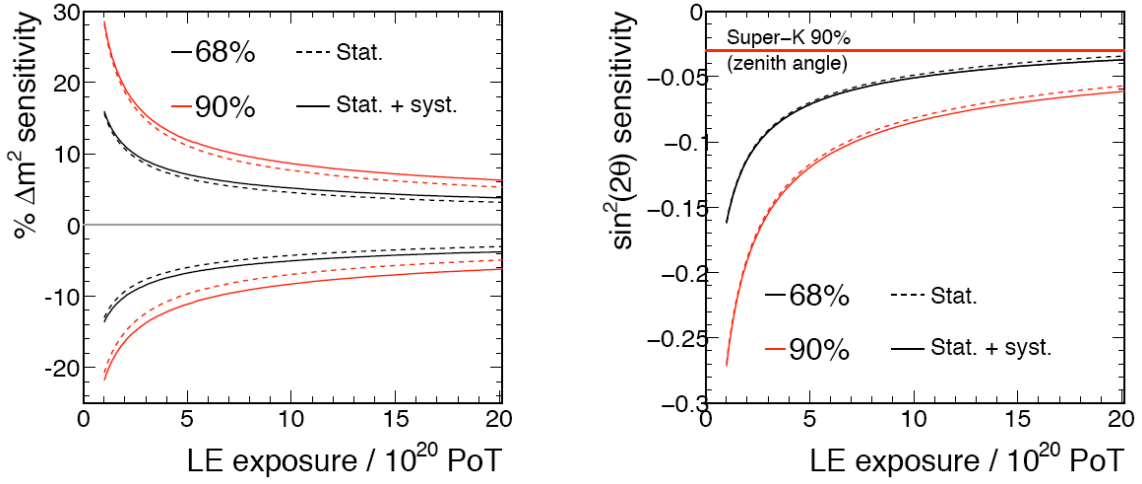 30
20
10
0
−10
−20
0
5
10
15
20
% Δm² sensitivity
LE exposure / 10²⁰ PoT
68%
Stat.
90%
Stat. + syst.
0
−0.05
−0.1
−0.15
−0.2
−0.25
−0.3
0
5
10
15
20
sin²(2θ) sensitivity
LE exposure / 10²⁰ PoT
Super−K 90%
(zenith angle)
68%
Stat.
90%
Stat. + syst.